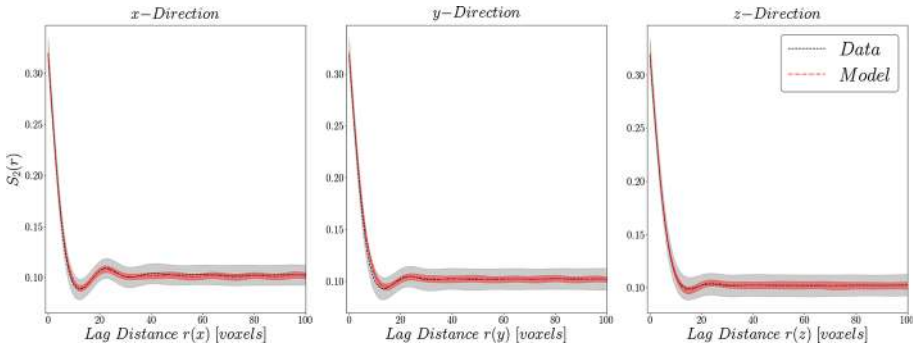 x−Direction
y−Direction
z−Direction
S₂(r)
0.30
0.25
0.20
0.15
0.10
0 20 40 60 80 100
Lag Distance r(x) [voxels]
0.30
0.25
0.20
0.15
0.10
0 20 40 60 80 100
Lag Distance r(y) [voxels]
Data
Model
0.30
0.25
0.20
0.15
0.10
0 20 40 60 80 100
Lag Distance r(z) [voxels]